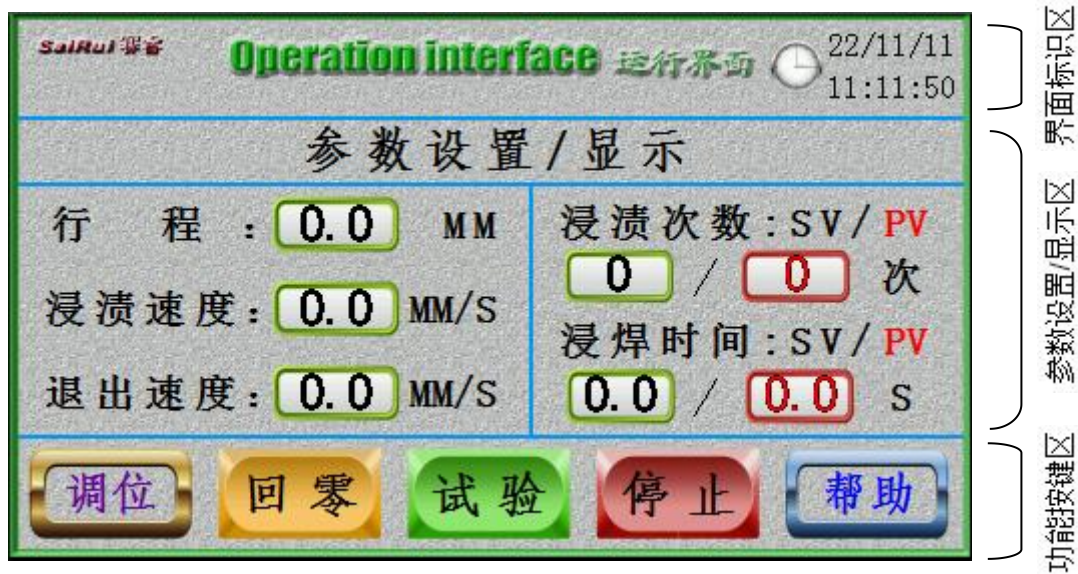 SaiRui 赛睿 Operation interface 运行界面 22/11/11
11:11:50
参数设置/显示
行 程：0.0 MM
浸渍速度：0.0 MM/S
退出速度：0.0 MM/S
浸渍次数:SV/PV
0 / 0 次
浸焊时间:SV/PV
0.0 / 0.0 S
调位 回零 试验 停止 帮助
界面标识区
参数设置/显示区
功能按键区